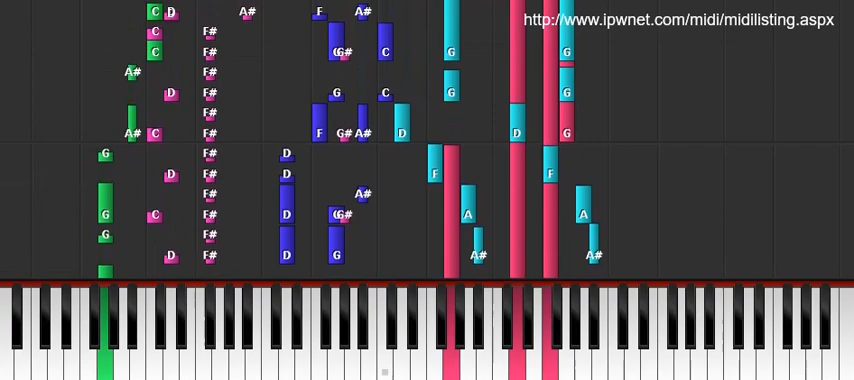 C D A# F A#
http://www.ipwnet.com/midi/midilisting.aspx
C F#
C F# G# C G G
A#
D F# G C G G
F#
A# C F# F G# A# D D G
G F# D
D F# D F F
A#
G C F# D G# A A
G F#
D F# D G A# A#